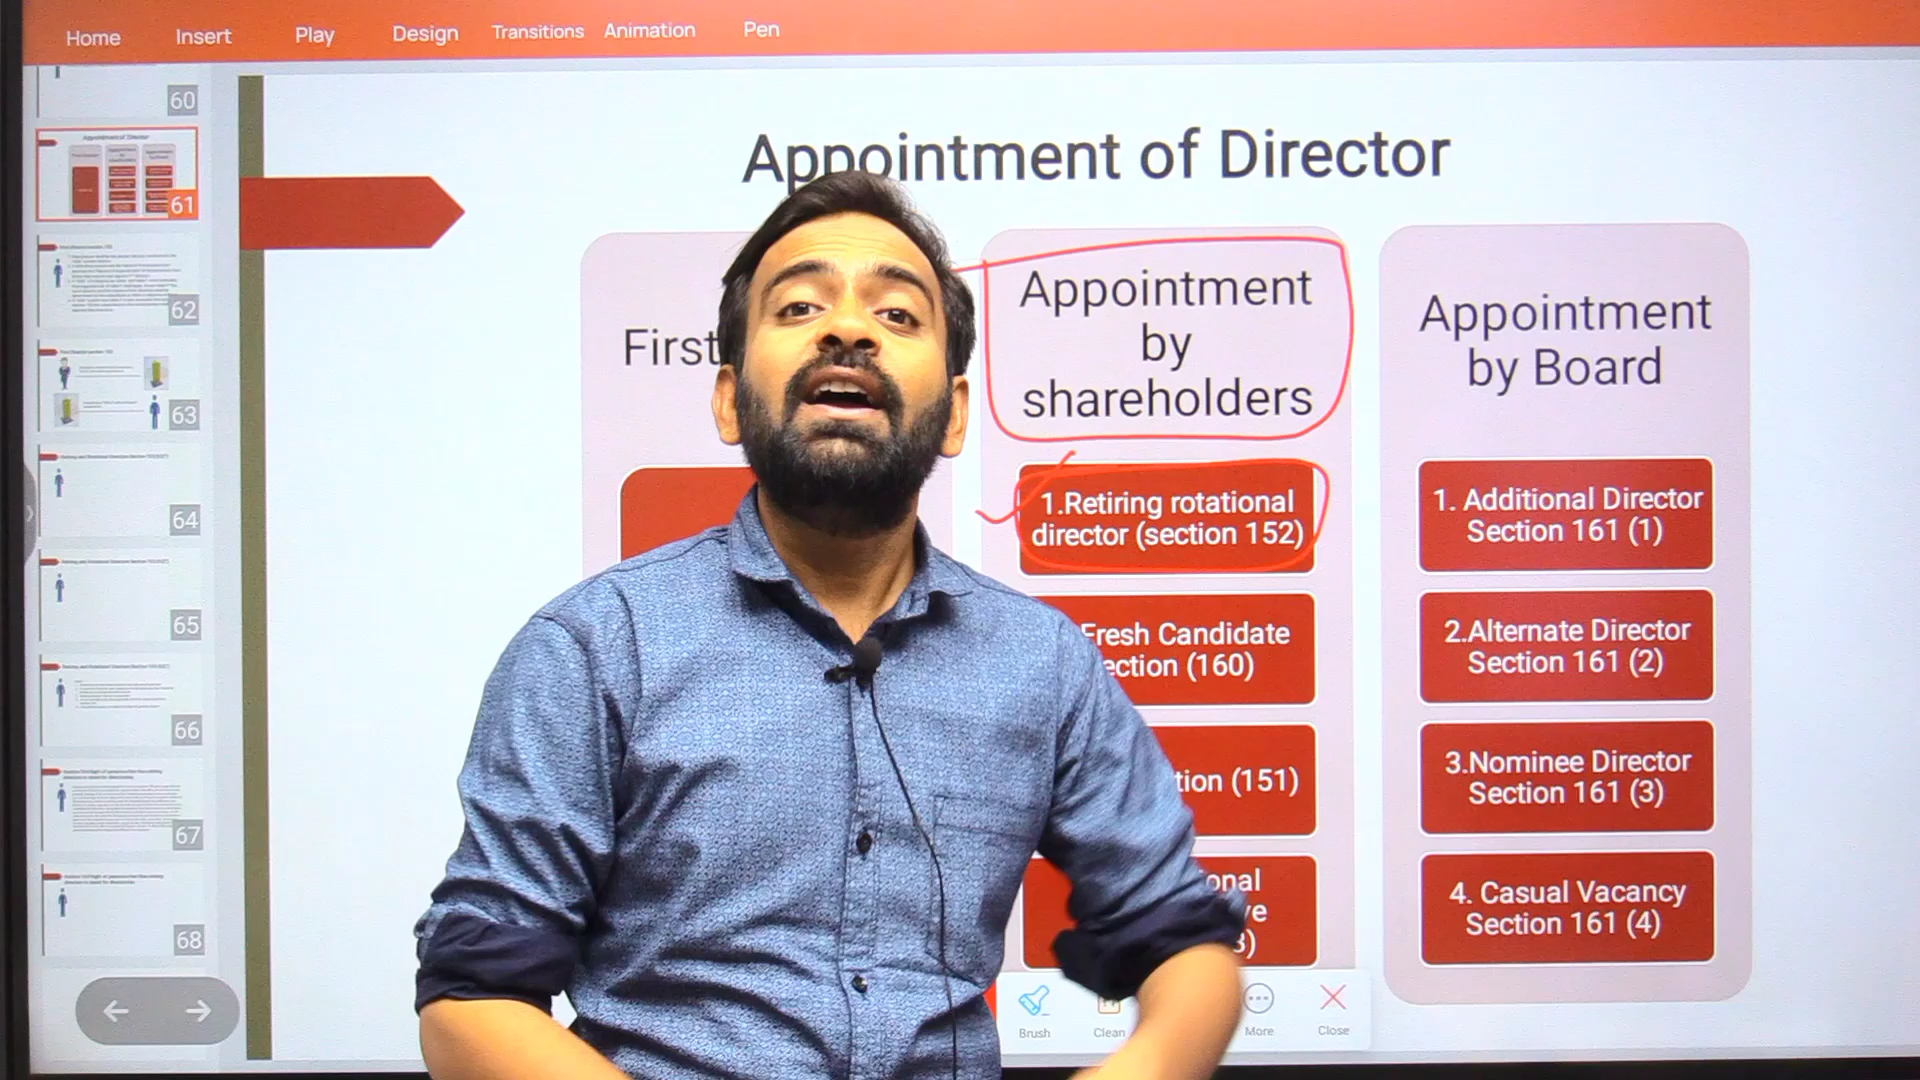 Home Insert Play Design Transitions Animation Pen
60
61
62
63
64
65
66
67
68
Appointment of Director
First
Appointment
by
shareholders
1.Retiring rotational
director (section 152)
Fresh Candidate
ection (160)
tion (151)
onal
ve
3)
Appointment
by Board
1. Additional Director
Section 161 (1)
2.Alternate Director
Section 161 (2)
3.Nominee Director
Section 161 (3)
4. Casual Vacancy
Section 161 (4)
Brush Clean More Close